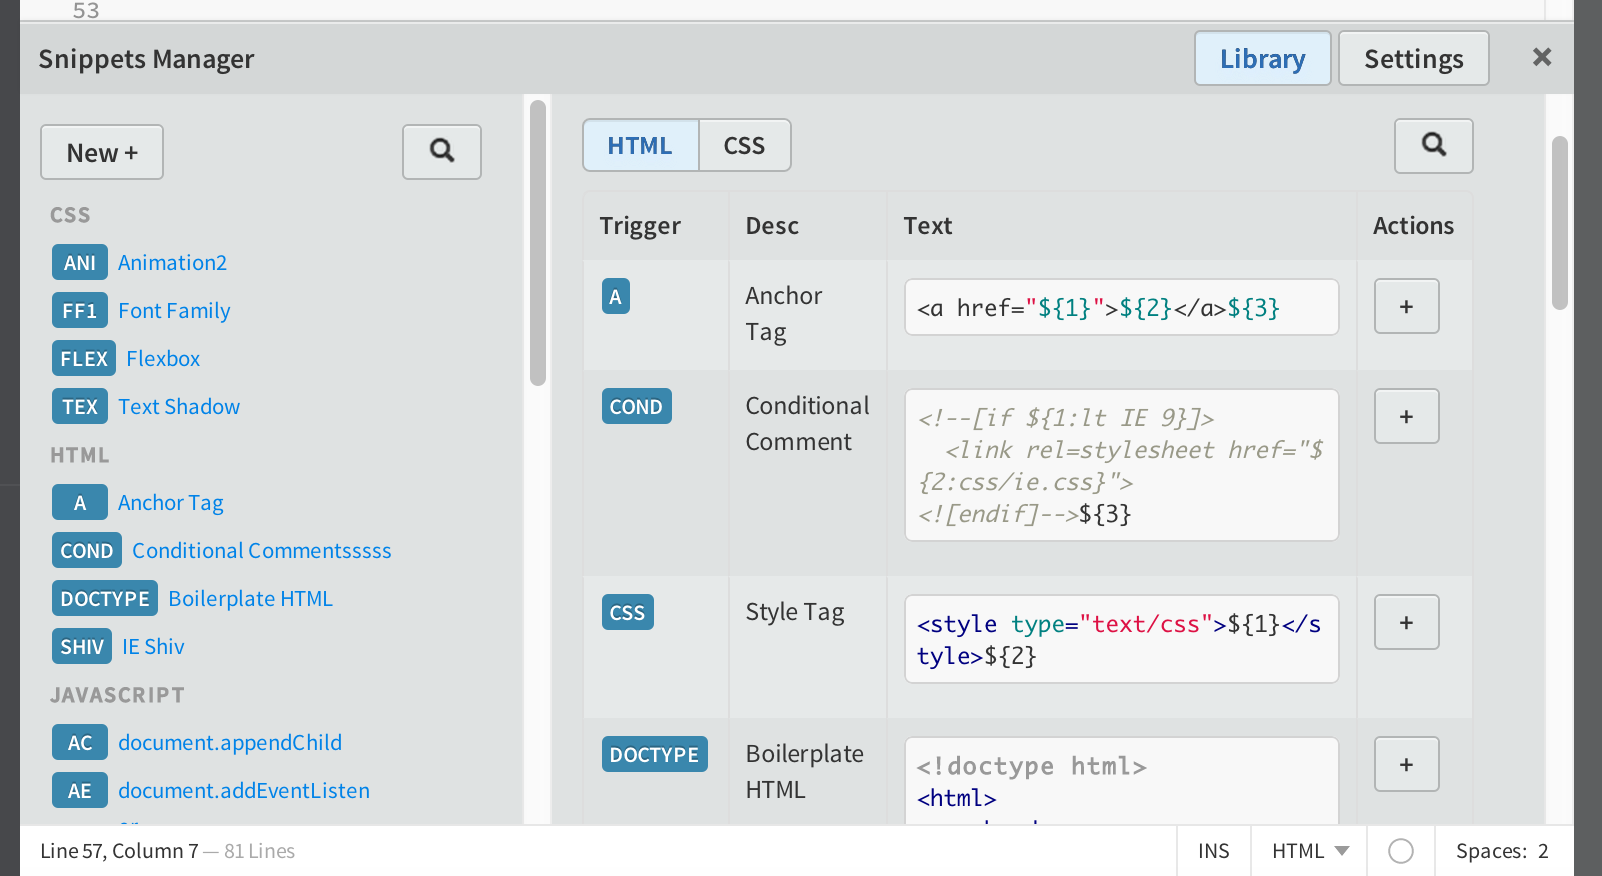 53
Snippets Manager
Library
Settings
New +
CSS
ANI Animation2
FF1 Font Family
FLEX Flexbox
TEX Text Shadow
HTML
A Anchor Tag
COND Conditional Commentsssss
DOCTYPE Boilerplate HTML
SHIV IE Shiv
JAVASCRIPT
AC document.appendChild
AE document.addEventListen
HTML CSS
Trigger Desc Text Actions
A
Anchor
Tag
<a href="${1}">${2}</a>${3}
+
COND
Conditional
Comment
<!--[if ${1:lt IE 9}]>
<link rel=stylesheet href="$
{2:css/ie.css}">
<![endif]-->${3}
+
CSS
Style Tag
<style type="text/css">${1}</s
tyle>${2}
+
DOCTYPE
Boilerplate
HTML
<!doctype html>
<html>
+
Line 57, Column 7 — 81 Lines
INS
HTML
Spaces: 2